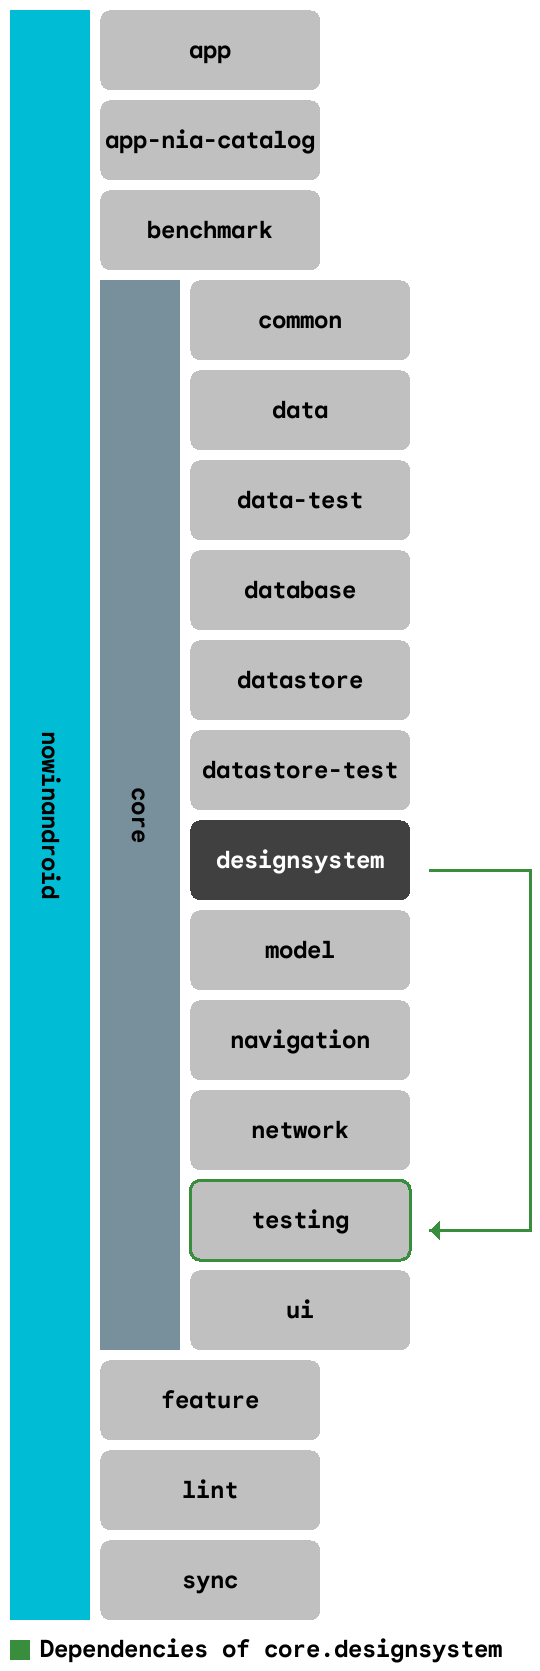 nowinandroid
app
app-nia-catalog
benchmark
core
common
data
data-test
database
datastore
datastore-test
designsystem
model
navigation
network
testing
ui
feature
lint
sync
Dependencies of core.designsystem